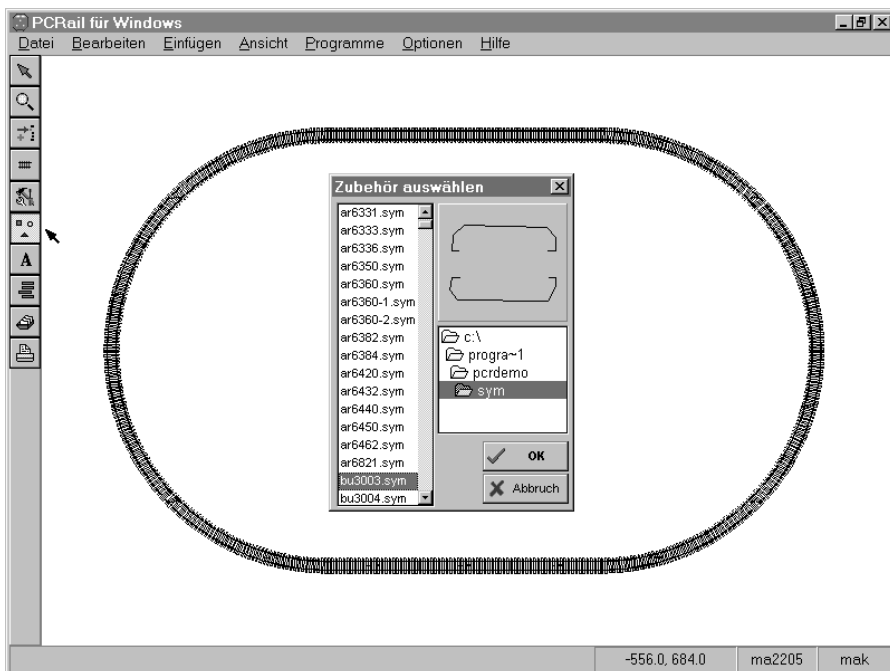 PCRail für Windows
Datei Bearbeiten Einfügen Ansicht Programme Optionen Hilfe
A
Zubehör auswählen
ar6331.sym
ar6333.sym
ar6336.sym
ar6350.sym
ar6360.sym
ar6360-1.sym
ar6360-2.sym
ar6382.sym
ar6384.sym
ar6420.sym
ar6432.sym
ar6440.sym
ar6450.sym
ar6462.sym
ar6821.sym
bu3003.sym
bu3004.sym
c:\
progra~1
pcrdemo
sym
OK
Abbruch
-556.0, 684.0 ma2205 mak